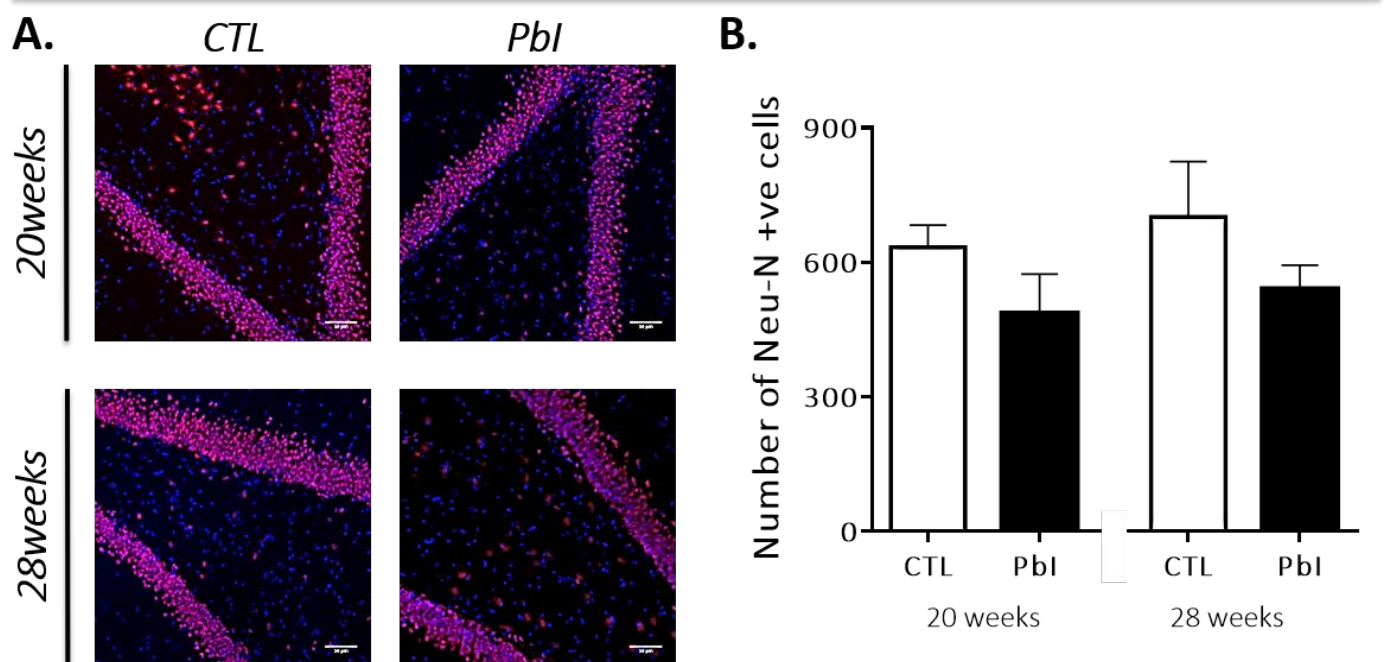 A.
CTL
PbI
20weeks
28weeks
B.
Number of Neu-N +ve cells
900
600
300
0
CTL
PbI
CTL
PbI
20 weeks
28 weeks